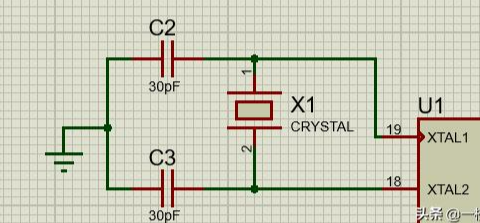 C2
30pF
1
X1
CRYSTAL
2
U1
19
XTAL1
C3
30pF
18
XTAL2
头条 @一